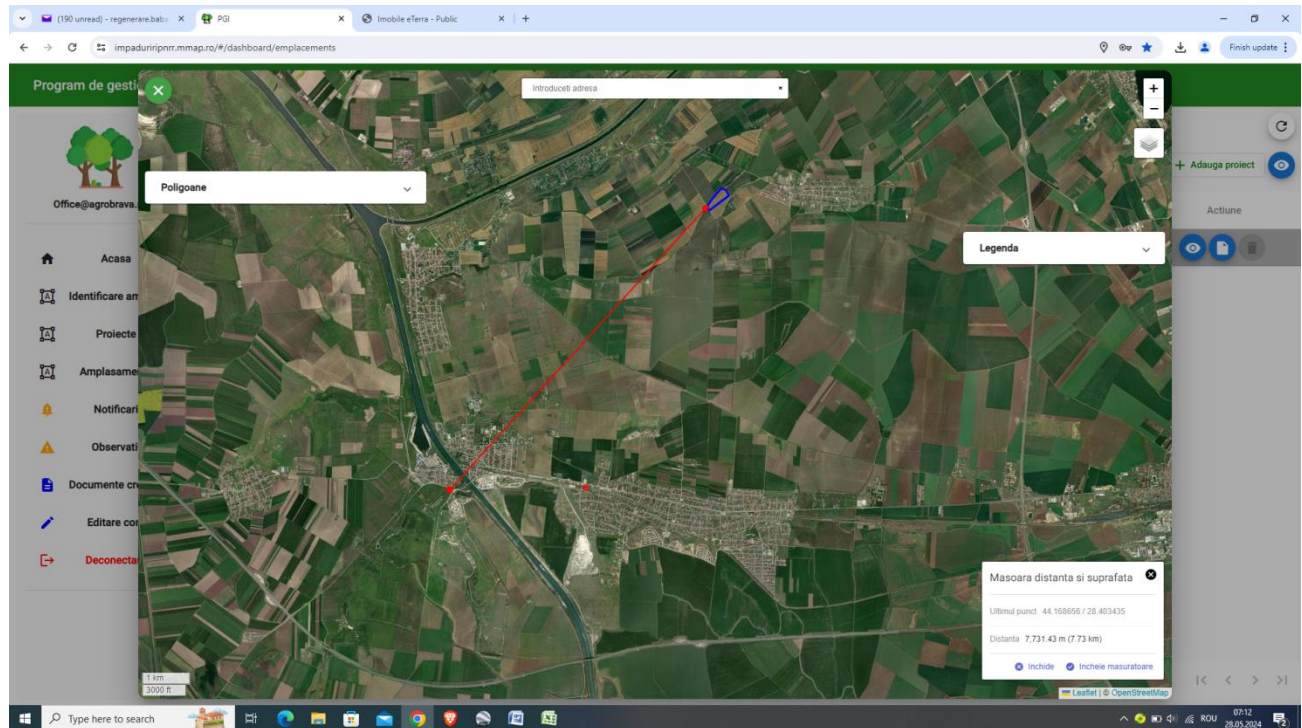 (190 unread) - regenerare.bab
PGI
Imobile eTerra - Public
impaduriripnrr.mmap.ro/#/dashboard/emplacements
Finish update
Program de gesti
Introduceti adresa
+
−
Poligoane
Adauga proiect
Office@agrobrava.
Actiune
Legenda
Acasa
Identificare am
Proiecte
Amplasame
Notificari
Observati
Documente cre
Editare con
Deconecta
Masoara distanta si suprafata
Ultimul punct 44.168656 / 28.403435
Distanta 7,731.43 m (7.73 km)
Inchide Incheie masuratoare
1 km
3000 ft
Leaflet | © OpenStreetMap
Type here to search
ROU
07:12
28.05.2024